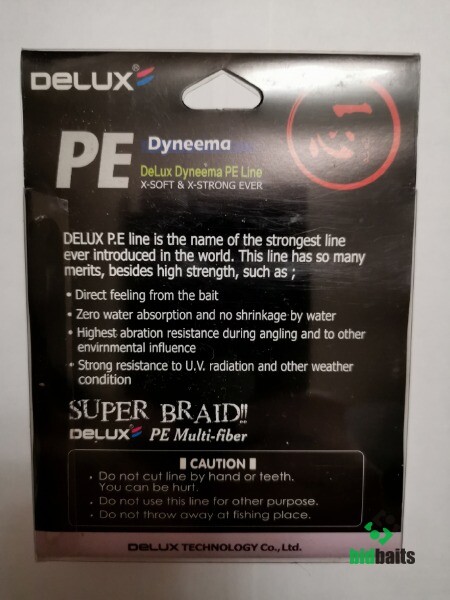 DELUX
一心
PE Dyneema
DeLux Dyneema PE Line
X-SOFT & X-STRONG EVER
DELUX P.E line is the name of the strongest line
ever introduced in the world. This line has so many
merits, besides high strength, such as ;
• Direct feeling from the bait
• Zero water absorption and no shrinkage by water
• Highest abration resistance during angling and to other
envirnmental influence
• Strong resistance to U.V. radiation and other weather
condition
SUPER BRAID!!
DELUX PE Multi-fiber
CAUTION
• Do not cut line by hand or teeth.
You can be hurt.
• Do not use this line for other purpose.
• Do not throw away at fishing place.
DELUX TECHNOLOGY Co., Ltd.
bidbaits